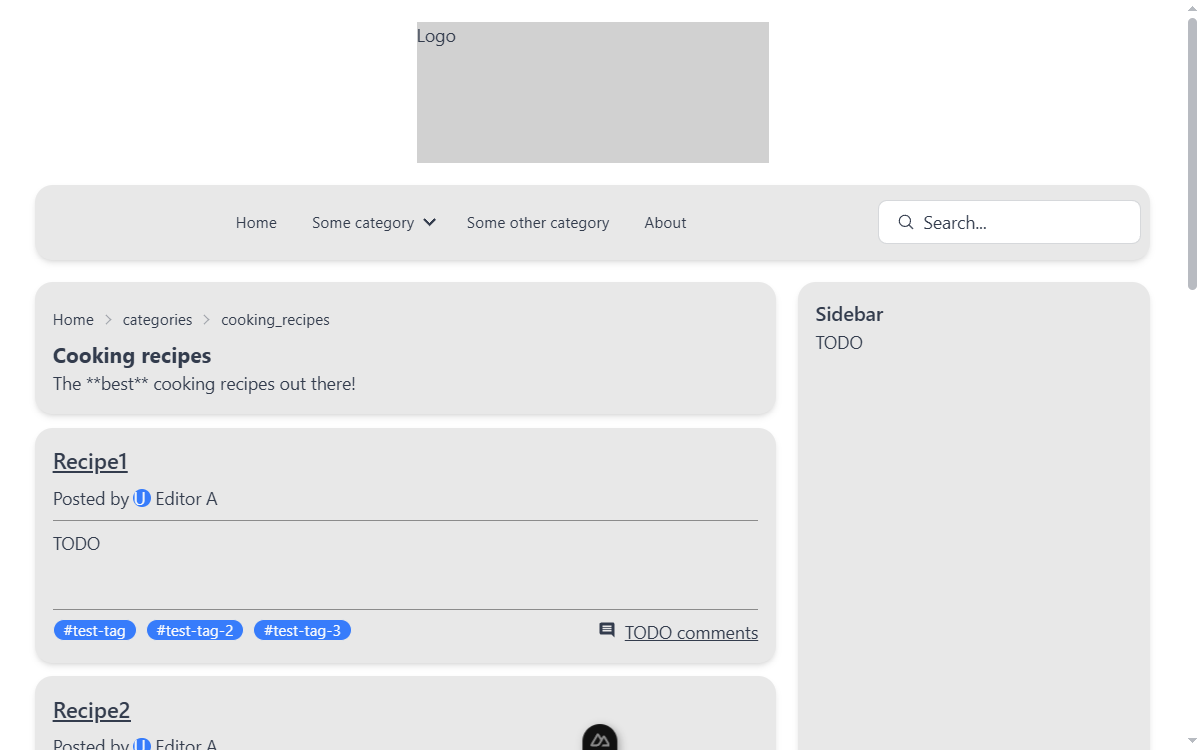 Logo
Home Some category Some other category About Search...
Home categories cooking_recipes
Cooking recipes
The **best** cooking recipes out there!
Recipe1
Posted by U Editor A
TODO
#test-tag #test-tag-2 #test-tag-3 TODO comments
Recipe2
Posted by U Editor A
Sidebar
TODO